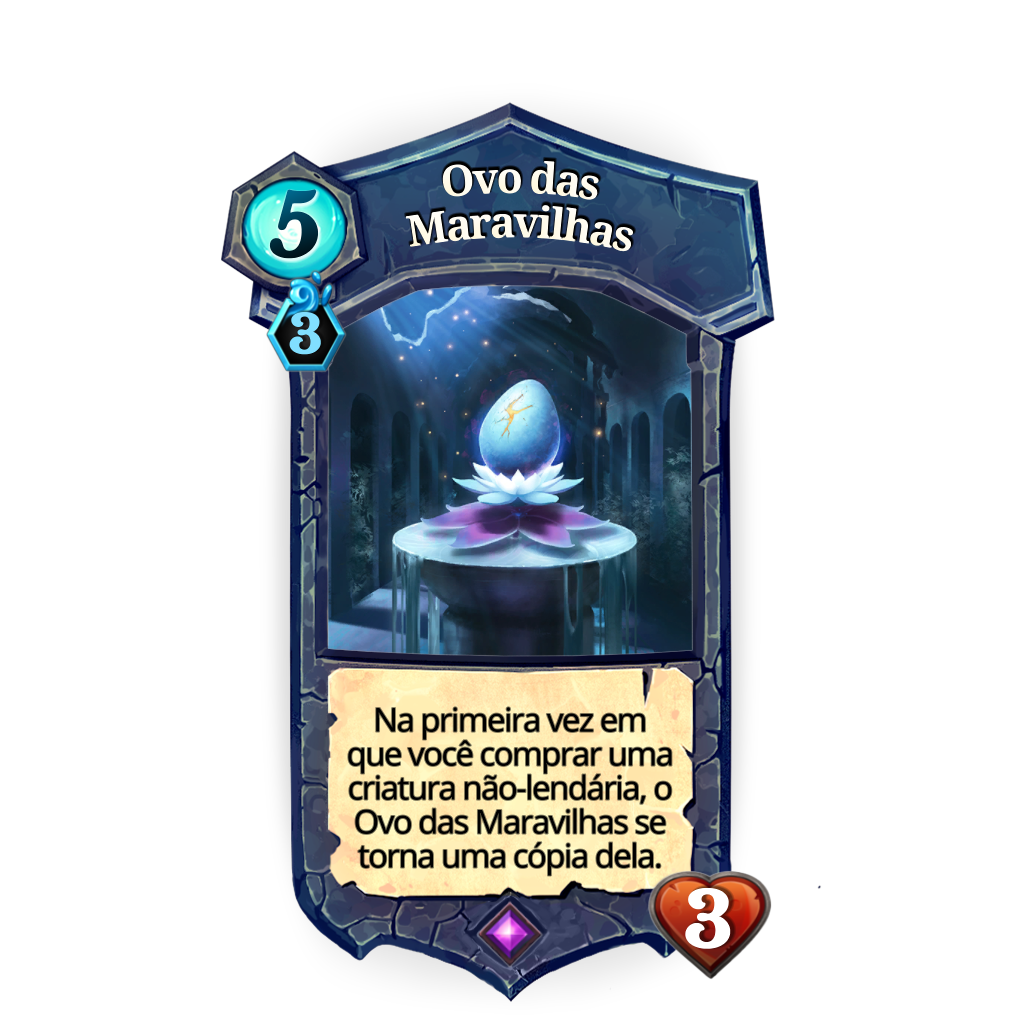 Ovo das
Maravilhas
5
3
Na primeira vez em
que você comprar uma
criatura não-lendária, o
Ovo das Maravilhas se
torna uma cópia dela.
3